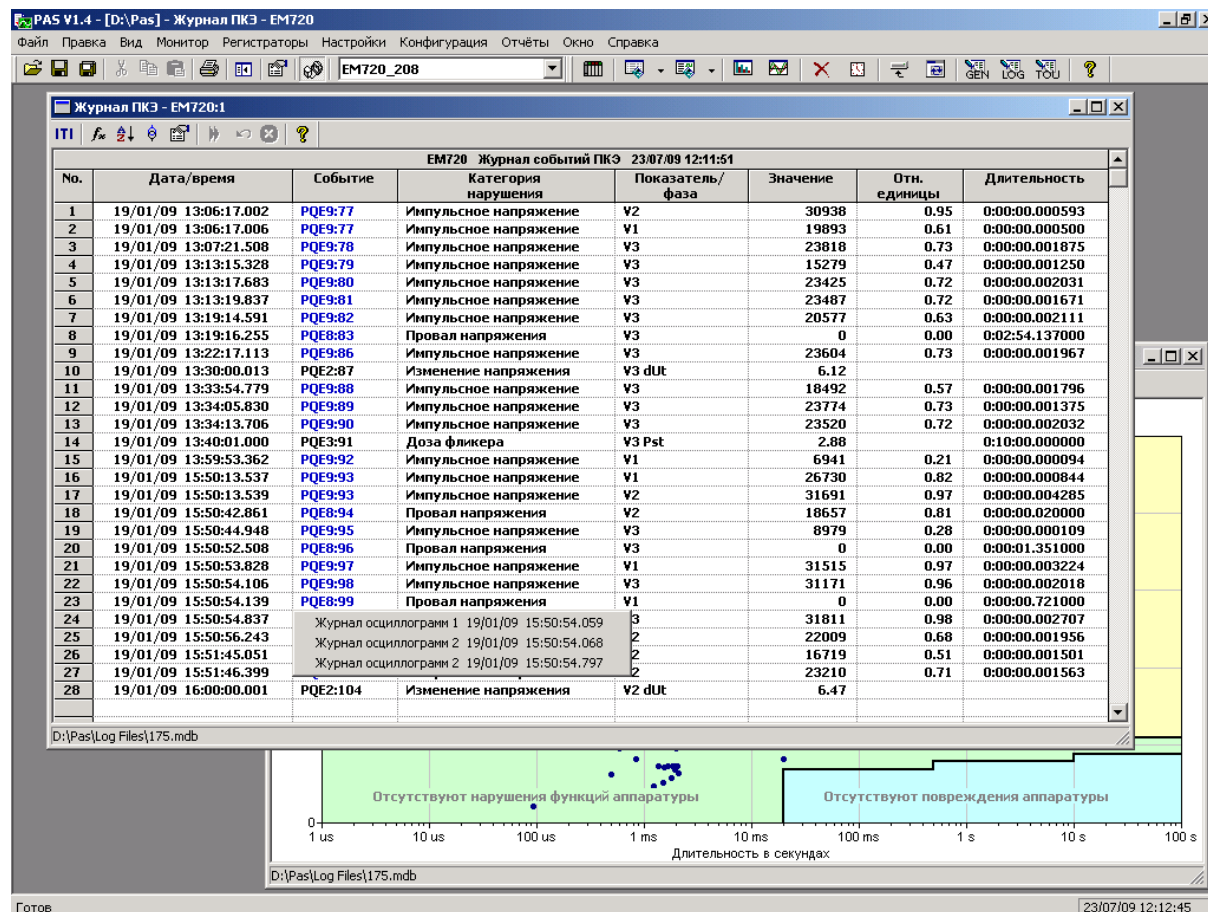 PAS V1.4 - [D:\Pas] - Журнал ПКЭ - EM720
Файл Правка Вид Монитор Регистраторы Настройки Конфигурация Отчёты Окно Справка
EM720_208 GEN LOG TOU
Журнал ПКЭ - EM720:1
ITI
EM720 Журнал событий ПКЭ 23/07/09 12:11:51
No. Дата/время Событие Категория нарушения Показатель/фаза Значение Отн. единицы Длительность
1 19/01/09 13:06:17.002 PQE9:77 Импульсное напряжение V2 30938 0.95 0:00:00.000593
2 19/01/09 13:06:17.006 PQE9:77 Импульсное напряжение V1 19893 0.61 0:00:00.000500
3 19/01/09 13:07:21.508 PQE9:78 Импульсное напряжение V3 23818 0.73 0:00:00.001875
4 19/01/09 13:13:15.328 PQE9:79 Импульсное напряжение V3 15279 0.47 0:00:00.001250
5 19/01/09 13:13:17.683 PQE9:80 Импульсное напряжение V3 23425 0.72 0:00:00.002031
6 19/01/09 13:13:19.837 PQE9:81 Импульсное напряжение V3 23487 0.72 0:00:00.001671
7 19/01/09 13:19:14.591 PQE9:82 Импульсное напряжение V3 20577 0.63 0:00:00.002111
8 19/01/09 13:19:16.255 PQE8:83 Провал напряжения V3 0 0.00 0:02:54.137000
9 19/01/09 13:22:17.113 PQE9:86 Импульсное напряжение V3 23604 0.73 0:00:00.001967
10 19/01/09 13:30:00.013 PQE2:87 Изменение напряжения V3 dUt 6.12
11 19/01/09 13:33:54.779 PQE9:88 Импульсное напряжение V3 18492 0.57 0:00:00.001796
12 19/01/09 13:34:05.830 PQE9:89 Импульсное напряжение V3 23774 0.73 0:00:00.001375
13 19/01/09 13:34:13.706 PQE9:90 Импульсное напряжение V3 23520 0.72 0:00:00.002032
14 19/01/09 13:40:01.000 PQE3:91 Доза фликера V3 Pst 2.88 0:10:00.000000
15 19/01/09 13:59:53.362 PQE9:92 Импульсное напряжение V1 6941 0.21 0:00:00.000094
16 19/01/09 15:50:13.537 PQE9:93 Импульсное напряжение V1 26730 0.82 0:00:00.000844
17 19/01/09 15:50:13.539 PQE9:93 Импульсное напряжение V2 31691 0.97 0:00:00.004285
18 19/01/09 15:50:42.861 PQE8:94 Провал напряжения V2 18657 0.81 0:00:00.020000
19 19/01/09 15:50:44.948 PQE9:95 Импульсное напряжение V3 8979 0.28 0:00:00.000109
20 19/01/09 15:50:52.508 PQE8:96 Провал напряжения V3 0 0.00 0:00:01.351000
21 19/01/09 15:50:53.828 PQE9:97 Импульсное напряжение V1 31515 0.97 0:00:00.003224
22 19/01/09 15:50:54.106 PQE9:98 Импульсное напряжение V3 31171 0.96 0:00:00.002018
23 19/01/09 15:50:54.139 PQE8:99 Провал напряжения V1 0 0.00 0:00:00.721000
24 19/01/09 15:50:54.837 3 31811 0.98 0:00:00.002707
25 19/01/09 15:50:56.243 2 22009 0.68 0:00:00.001956
26 19/01/09 15:51:45.051 2 16719 0.51 0:00:00.001501
27 19/01/09 15:51:46.399 2 23210 0.71 0:00:00.001563
28 19/01/09 16:00:00.001 PQE2:104 Изменение напряжения V2 dUt 6.47
Журнал осциллограмм 1 19/01/09 15:50:54.059
Журнал осциллограмм 2 19/01/09 15:50:54.068
Журнал осциллограмм 2 19/01/09 15:50:54.797
D:\Pas\Log Files\175.mdb
Отсутствуют нарушения функций аппаратуры Отсутствуют повреждения аппаратуры
0
1 us 10 us 100 us 1 ms 10 ms 100 ms 1 s 10 s 100 s
Длительность в секундах
D:\Pas\Log Files\175.mdb
Готов 23/07/09 12:12:45